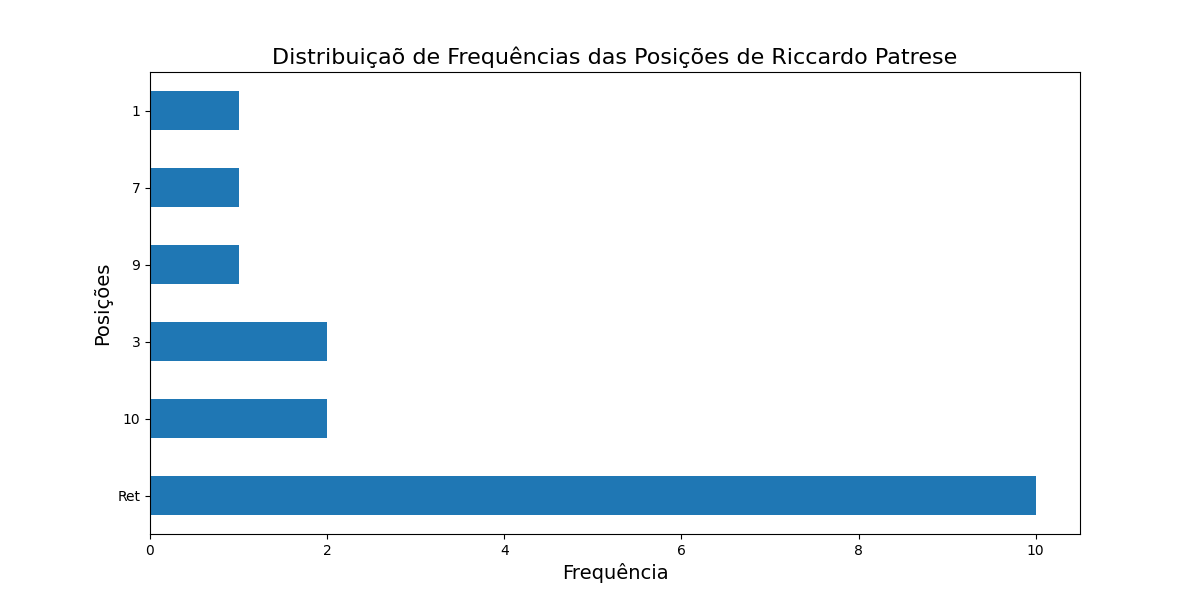 Distribuiçaõ de Frequências das Posições de Riccardo Patrese
1
7
9
3
10
Ret
Posições
0 2 4 6 8 10
Frequência